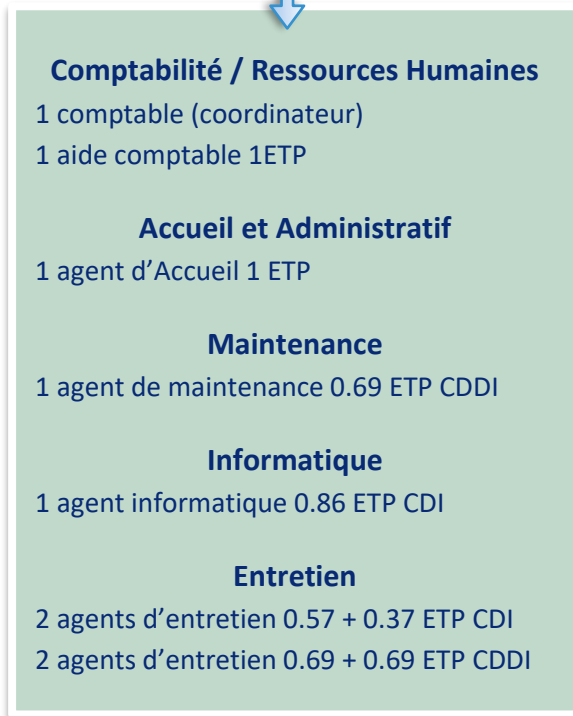 Comptabilité / Ressources Humaines
1 comptable (coordinateur)
1 aide comptable 1ETP
Accueil et Administratif
1 agent d’Accueil 1 ETP
Maintenance
1 agent de maintenance 0.69 ETP CDDI
Informatique
1 agent informatique 0.86 ETP CDI
Entretien
2 agents d’entretien 0.57 + 0.37 ETP CDI
2 agents d’entretien 0.69 + 0.69 ETP CDDI